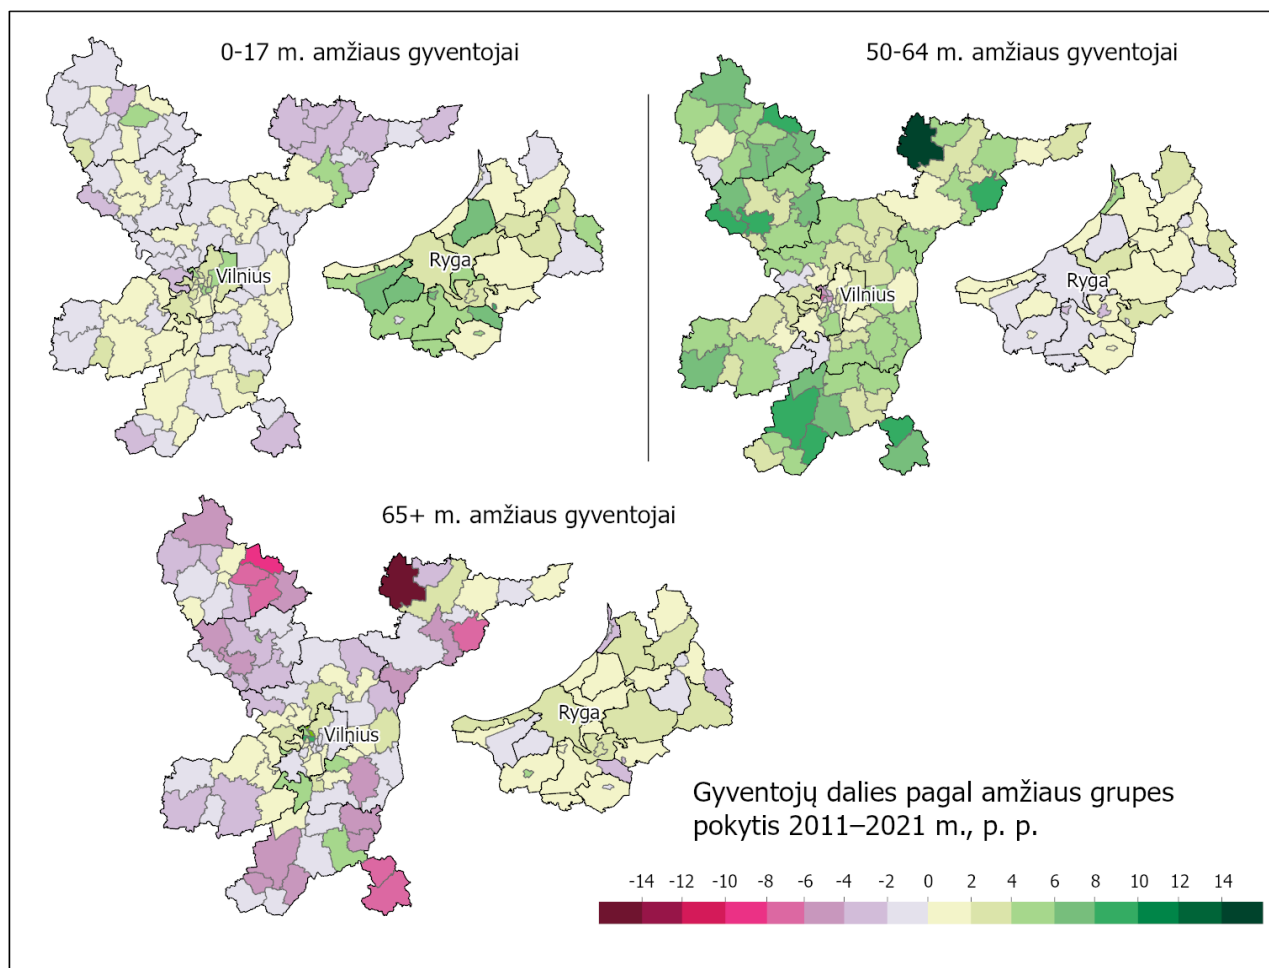 0-17 m. amžiaus gyventojai
50-64 m. amžiaus gyventojai
Vilnius
Ryga
Vilnius
Ryga
65+ m. amžiaus gyventojai
Vilnius
Ryga
Gyventojų dalies pagal amžiaus grupes
pokytis 2011–2021 m., p. p.
-14 -12 -10 -8 -6 -4 -2 0 2 4 6 8 10 12 14